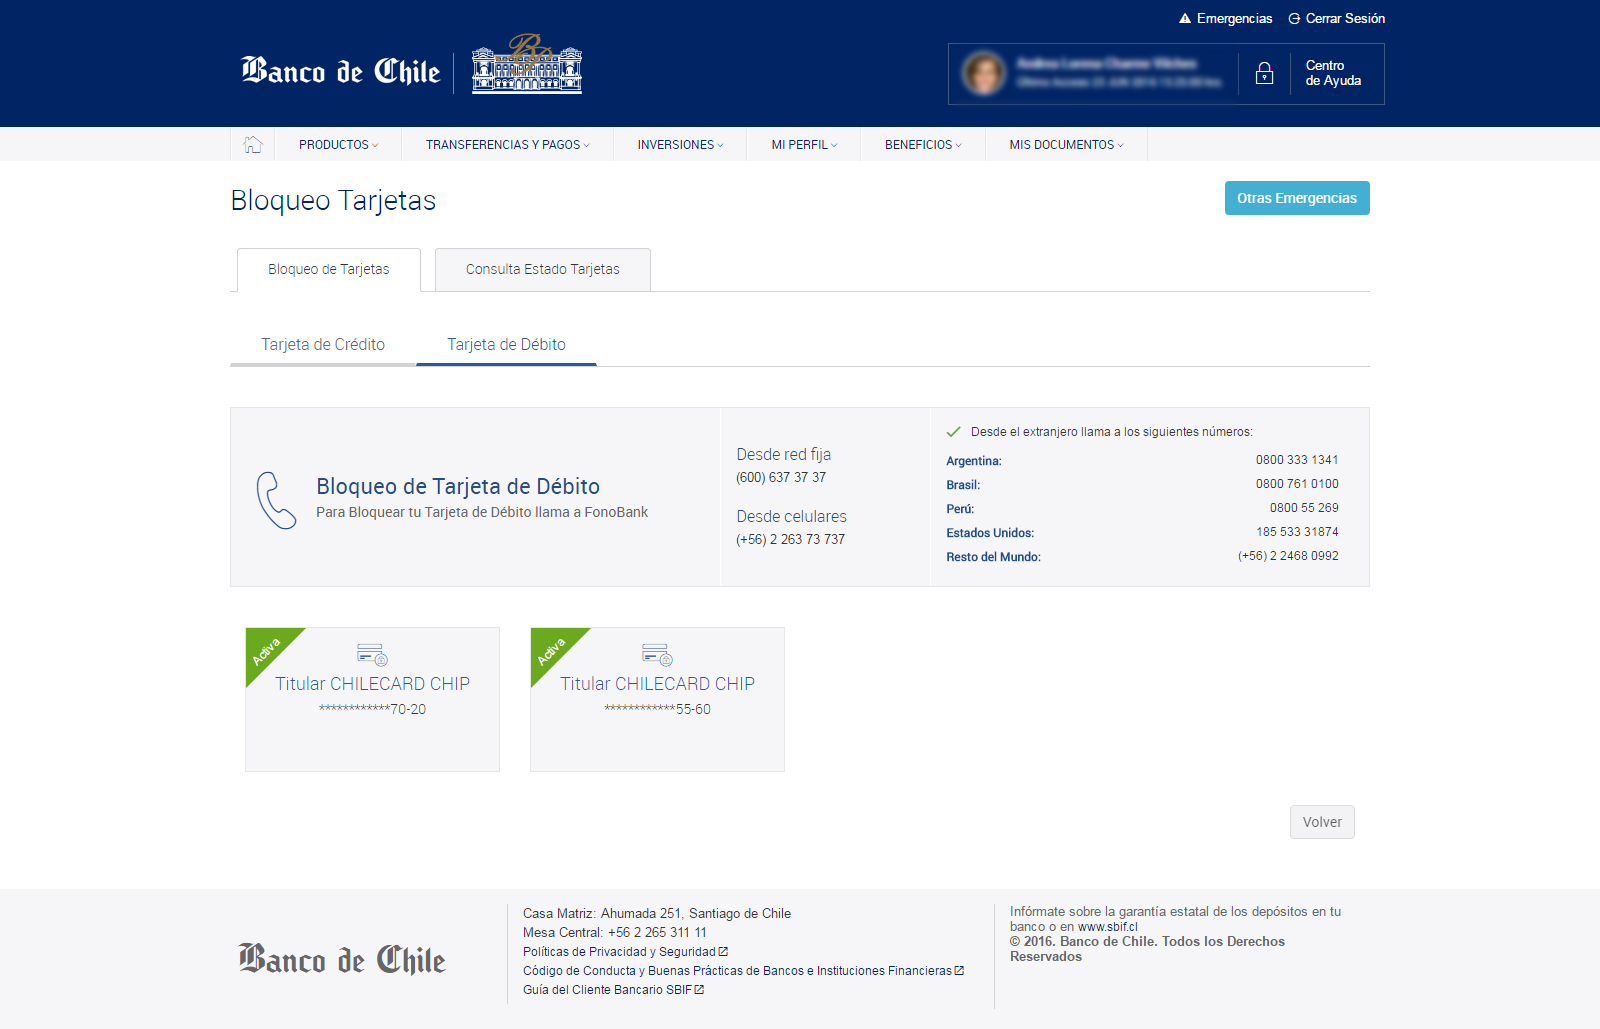 Emergencias
Cerrar Sesión
Banco de Chile
Centro
de Ayuda
PRODUCTOS
TRANSFERENCIAS Y PAGOS
INVERSIONES
MI PERFIL
BENEFICIOS
MIS DOCUMENTOS
Bloqueo Tarjetas
Otras Emergencias
Bloqueo de Tarjetas
Consulta Estado Tarjetas
Tarjeta de Crédito
Tarjeta de Débito
Bloqueo de Tarjeta de Débito
Para Bloquear tu Tarjeta de Débito llama a FonoBank
Desde red fija
(600) 637 37 37
Desde celulares
(+56) 2 263 73 737
Desde el extranjero llama a los siguientes números:
Argentina: 0800 333 1341
Brasil: 0800 761 0100
Perú: 0800 55 269
Estados Unidos: 185 533 31874
Resto del Mundo: (+56) 2 2468 0992
Activa
Titular CHILECARD CHIP
************70-20
Activa
Titular CHILECARD CHIP
************55-60
Volver
Banco de Chile
Casa Matriz: Ahumada 251, Santiago de Chile
Mesa Central: +56 2 265 311 11
Políticas de Privacidad y Seguridad
Código de Conducta y Buenas Prácticas de Bancos e Instituciones Financieras
Guía del Cliente Bancario SBIF
Infórmate sobre la garantía estatal de los depósitos en tu
banco o en www.sbif.cl
© 2016. Banco de Chile. Todos los Derechos
Reservados